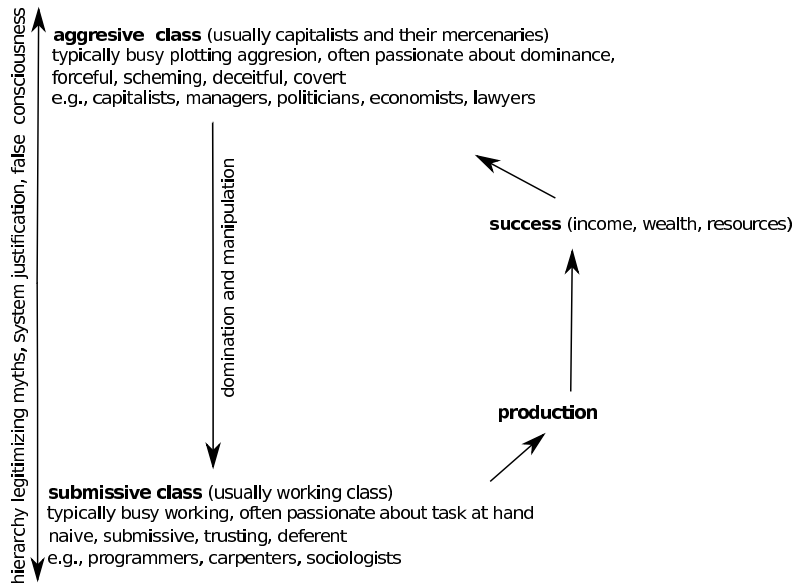 aggresive class (usually capitalists and their mercenaries)
typically busy plotting aggresion, often passionate about dominance,
forceful, scheming, deceitful, covert
e.g., capitalists, managers, politicians, economists, lawyers
hierarchy legitimizing myths, system justification, false consciousness
domination and manipulation
success (income, wealth, resources)
production
submissive class (usually working class)
typically busy working, often passionate about task at hand
naive, submissive, trusting, deferent
e.g., programmers, carpenters, sociologists